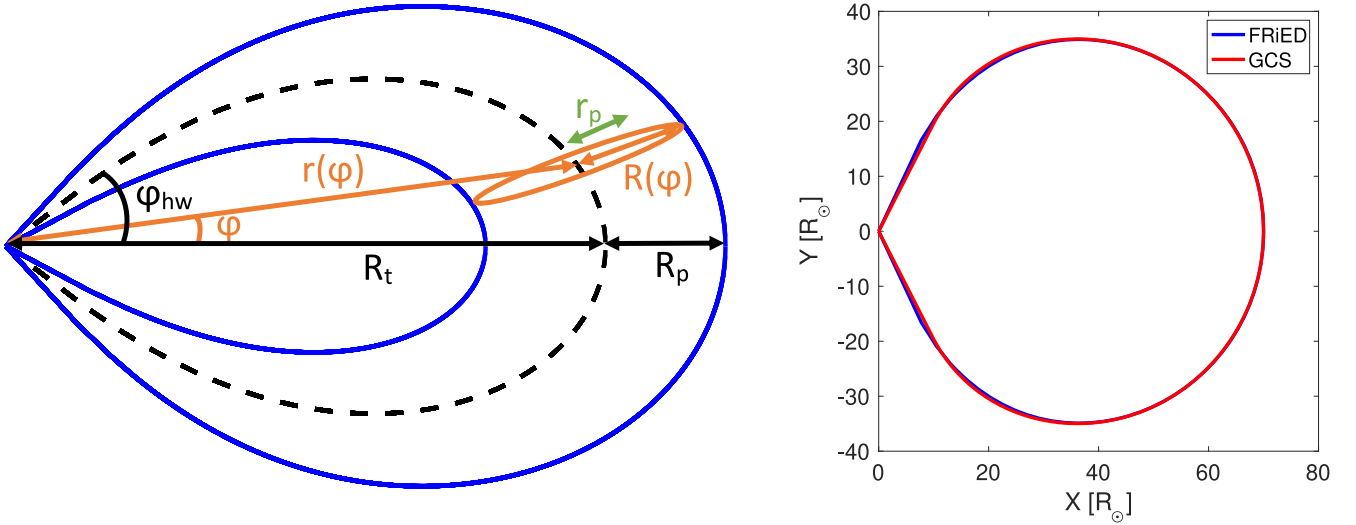 r_p
φ_hw
r(φ)
R(φ)
φ
R_t
R_p
40
30
20
10
0
-10
-20
-30
-40
Y [R_⊙]
0
20
40
60
80
X [R_⊙]
FRiED
GCS